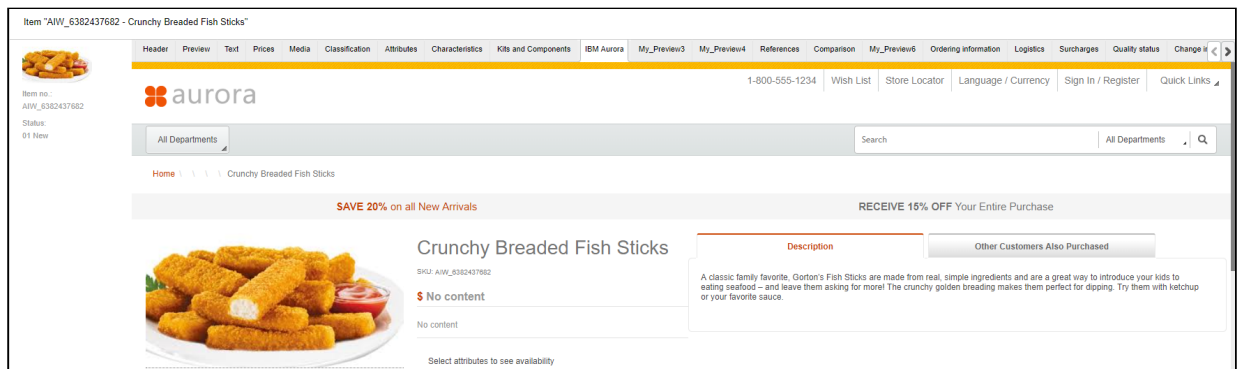 Item "AIW_6382437682 - Crunchy Breaded Fish Sticks"
Header Preview Text Prices Media Classification Attributes Characteristics Kits and Components IBM Aurora My_Preview3 My_Preview4 References Comparison My_Preview6 Ordering information Logistics Surcharges Quality status Change i
Item no.:
AIW_6382437682
Status:
01 New
aurora
1-800-555-1234 Wish List Store Locator Language / Currency Sign In / Register Quick Links
All Departments
Search All Departments
Home \ \ \ \ Crunchy Breaded Fish Sticks
SAVE 20% on all New Arrivals
RECEIVE 15% OFF Your Entire Purchase
Crunchy Breaded Fish Sticks
SKU: AIW_6382437682
$ No content
No content
Select attributes to see availability
Description
Other Customers Also Purchased
A classic family favorite, Gorton's Fish Sticks are made from real, simple ingredients and are a great way to introduce your kids to
eating seafood – and leave them asking for more! The crunchy golden breading makes them perfect for dipping. Try them with ketchup
or your favorite sauce.